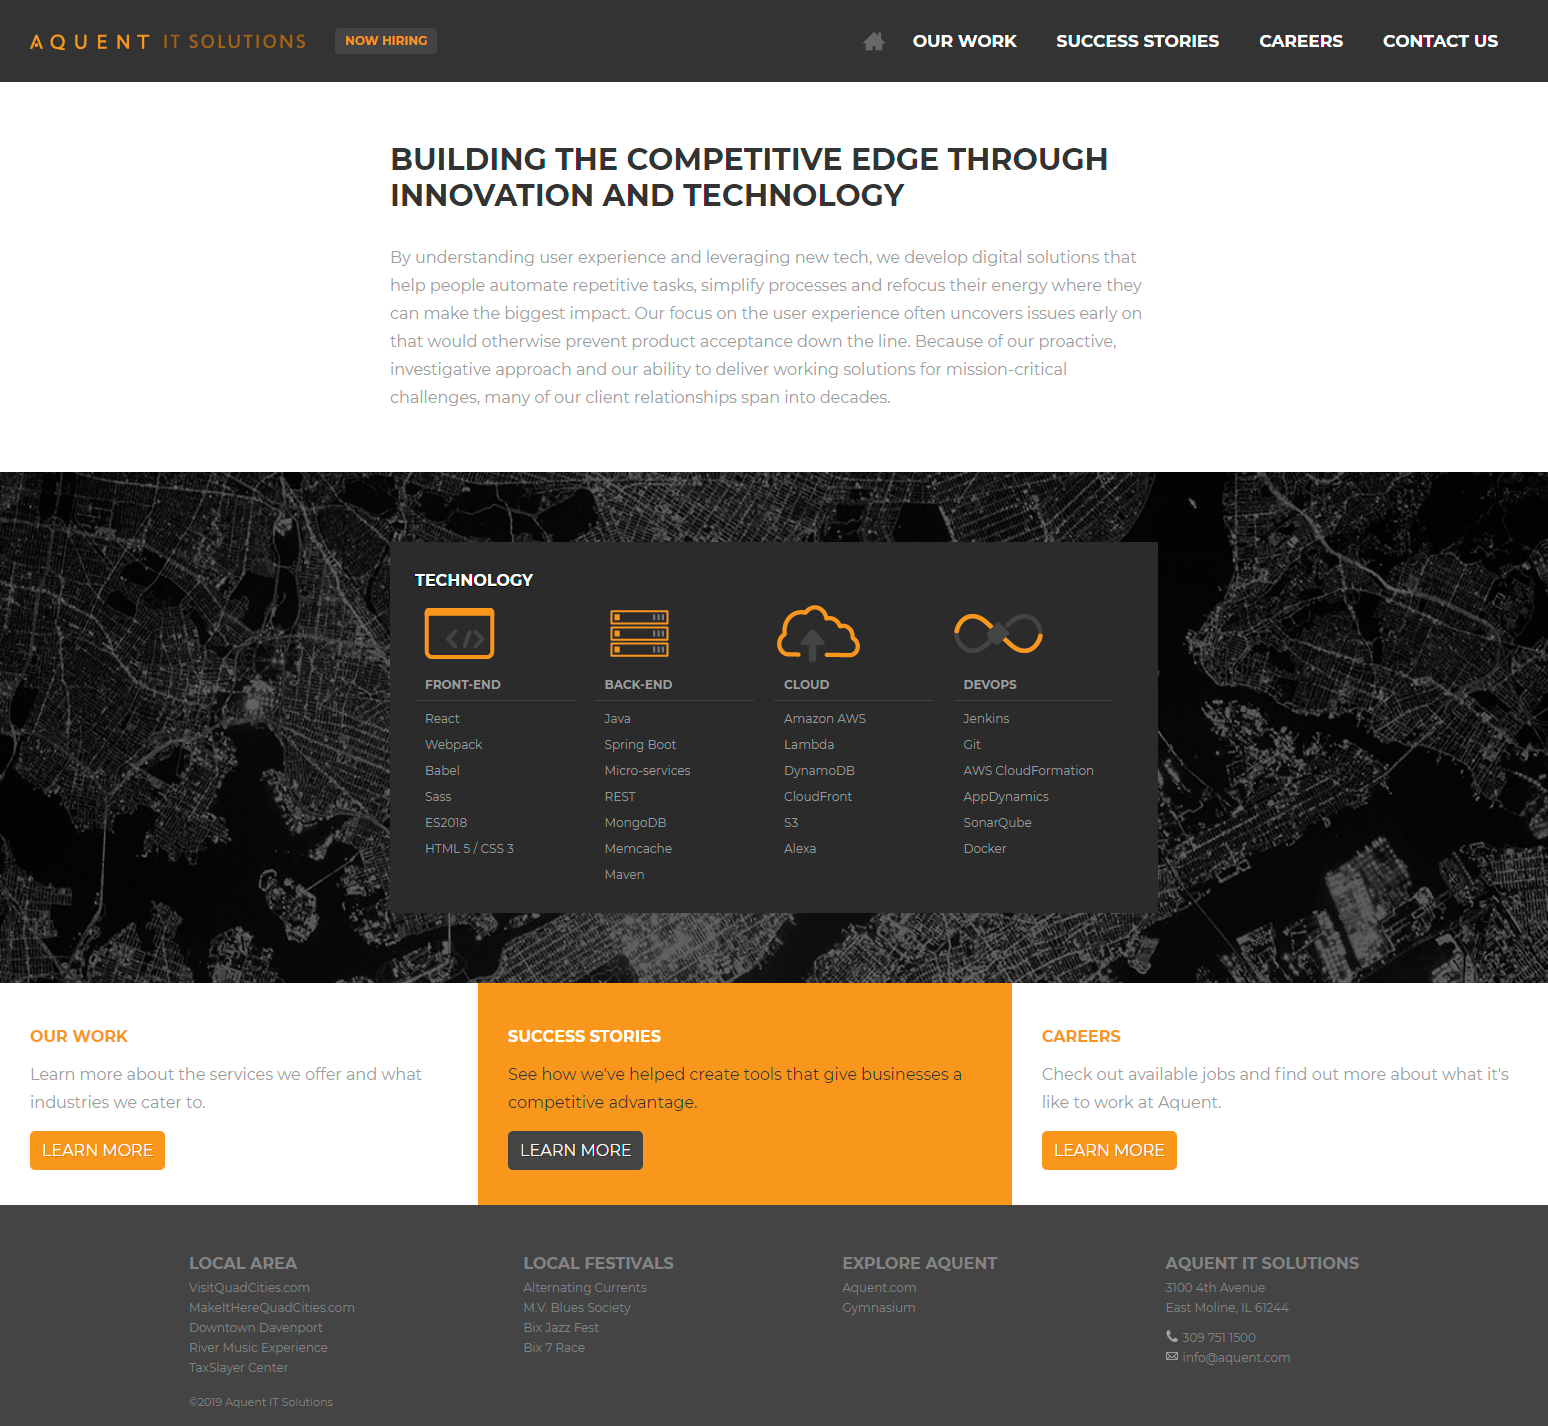 AQUENT IT SOLUTIONS
NOW HIRING
OUR WORK
SUCCESS STORIES
CAREERS
CONTACT US
BUILDING THE COMPETITIVE EDGE THROUGH
INNOVATION AND TECHNOLOGY
By understanding user experience and leveraging new tech, we develop digital solutions that
help people automate repetitive tasks, simplify processes and refocus their energy where they
can make the biggest impact. Our focus on the user experience often uncovers issues early on
that would otherwise prevent product acceptance down the line. Because of our proactive,
investigative approach and our ability to deliver working solutions for mission-critical
challenges, many of our client relationships span into decades.
TECHNOLOGY
FRONT-END
React
Webpack
Babel
Sass
ES2018
HTML 5 / CSS 3
BACK-END
Java
Spring Boot
Micro-services
REST
MongoDB
Memcache
Maven
CLOUD
Amazon AWS
Lambda
DynamoDB
CloudFront
S3
Alexa
DEVOPS
Jenkins
Git
AWS CloudFormation
AppDynamics
SonarQube
Docker
OUR WORK
Learn more about the services we offer and what
industries we cater to.
LEARN MORE
SUCCESS STORIES
See how we've helped create tools that give businesses a
competitive advantage.
LEARN MORE
CAREERS
Check out available jobs and find out more about what it's
like to work at Aquent.
LEARN MORE
LOCAL AREA
VisitQuadCities.com
MakeItHereQuadCities.com
Downtown Davenport
River Music Experience
TaxSlayer Center
LOCAL FESTIVALS
Alternating Currents
M.V. Blues Society
Bix Jazz Fest
Bix 7 Race
EXPLORE AQUENT
Aquent.com
Gymnasium
AQUENT IT SOLUTIONS
3100 4th Avenue
East Moline, IL 61244
309 751 1500
info@aquent.com
©2019 Aquent IT Solutions